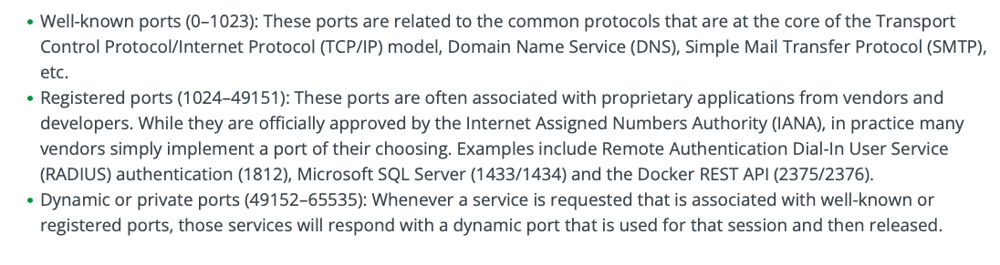 • Well-known ports (0–1023): These ports are related to the common protocols that are at the core of the Transport
Control Protocol/Internet Protocol (TCP/IP) model, Domain Name Service (DNS), Simple Mail Transfer Protocol (SMTP),
etc.
• Registered ports (1024–49151): These ports are often associated with proprietary applications from vendors and
developers. While they are officially approved by the Internet Assigned Numbers Authority (IANA), in practice many
vendors simply implement a port of their choosing. Examples include Remote Authentication Dial-In User Service
(RADIUS) authentication (1812), Microsoft SQL Server (1433/1434) and the Docker REST API (2375/2376).
• Dynamic or private ports (49152–65535): Whenever a service is requested that is associated with well-known or
registered ports, those services will respond with a dynamic port that is used for that session and then released.